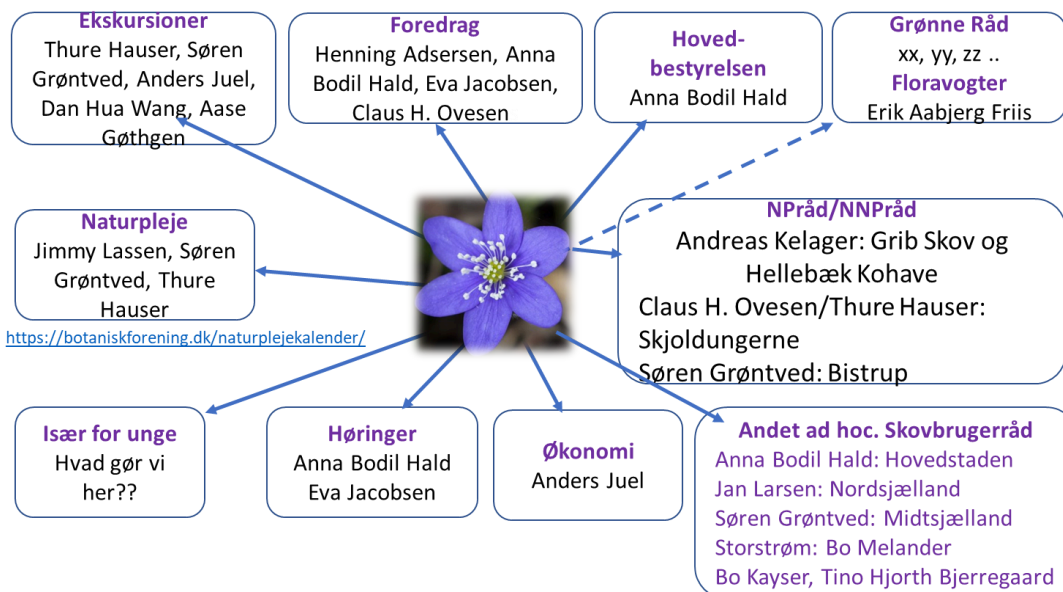 Ekskursioner
Thure Hauser, Søren
Grøntved, Anders Juel,
Dan Hua Wang, Aase
Gøthgen
Foredrag
Henning Adsersen, Anna
Bodil Hald, Eva Jacobsen,
Claus H. Ovesen
Hoved-
bestyrelsen
Anna Bodil Hald
Grønne Råd
xx, yy, zz ..
Floravogter
Erik Aabjerg Friis
Naturpleje
Jimmy Lassen, Søren
Grøntved, Thure
Hauser
https://botaniskforening.dk/naturplejekalender/
NPråd/NNPråd
Andreas Kelager: Grib Skov og
Hellebæk Kohave
Claus H. Ovesen/Thure Hauser:
Skjoldungerne
Søren Grøntved: Bistrup
Især for unge
Hvad gør vi
her??
Høringer
Anna Bodil Hald
Eva Jacobsen
Økonomi
Anders Juel
Andet ad hoc. Skovbrugerråd
Anna Bodil Hald: Hovedstaden
Jan Larsen: Nordsjælland
Søren Grøntved: Midtsjælland
Storstrøm: Bo Melander
Bo Kayser, Tino Hjorth Bjerregaard